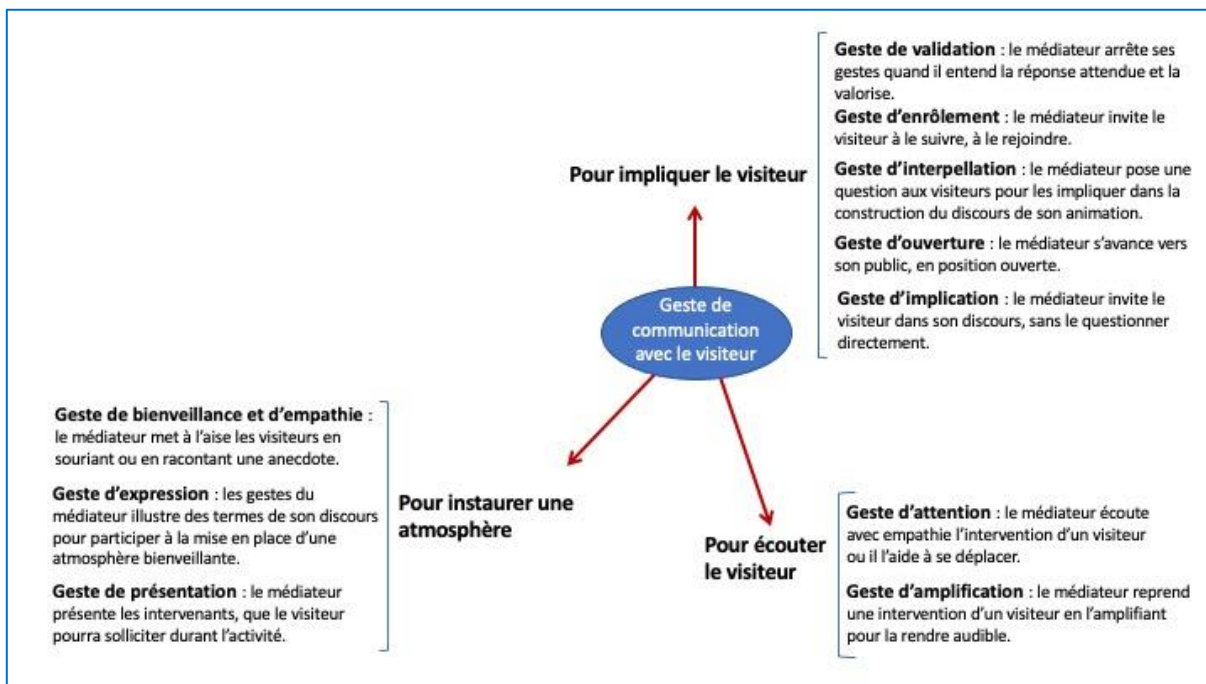 Geste de validation : le médiateur arrête ses
gestes quand il entend la réponse attendue et la
valorise.
Geste d’enrôlement : le médiateur invite le
visiteur à le suivre, à le rejoindre.
Pour impliquer le visiteur
Geste d’interpellation : le médiateur pose une
question aux visiteurs pour les impliquer dans la
construction du discours de son animation.
Geste d’ouverture : le médiateur s’avance vers
son public, en position ouverte.
Geste d’implication : le médiateur invite le
visiteur dans son discours, sans le questionner
directement.
Geste de
communication
avec le visiteur
Geste de bienveillance et d’empathie :
le médiateur met à l’aise les visiteurs en
souriant ou en racontant une anecdote.
Geste d’expression : les gestes du
médiateur illustre des termes de son discours
pour participer à la mise en place d’une
atmosphère bienveillante.
Geste de présentation : le médiateur
présente les intervenants, que le visiteur
pourra solliciter durant l’activité.
Pour instaurer une
atmosphère
Pour écouter
le visiteur
Geste d’attention : le médiateur écoute
avec empathie l’intervention d’un visiteur
ou il l’aide à se déplacer.
Geste d’amplification : le médiateur reprend
une intervention d’un visiteur en l’amplifiant
pour la rendre audible.